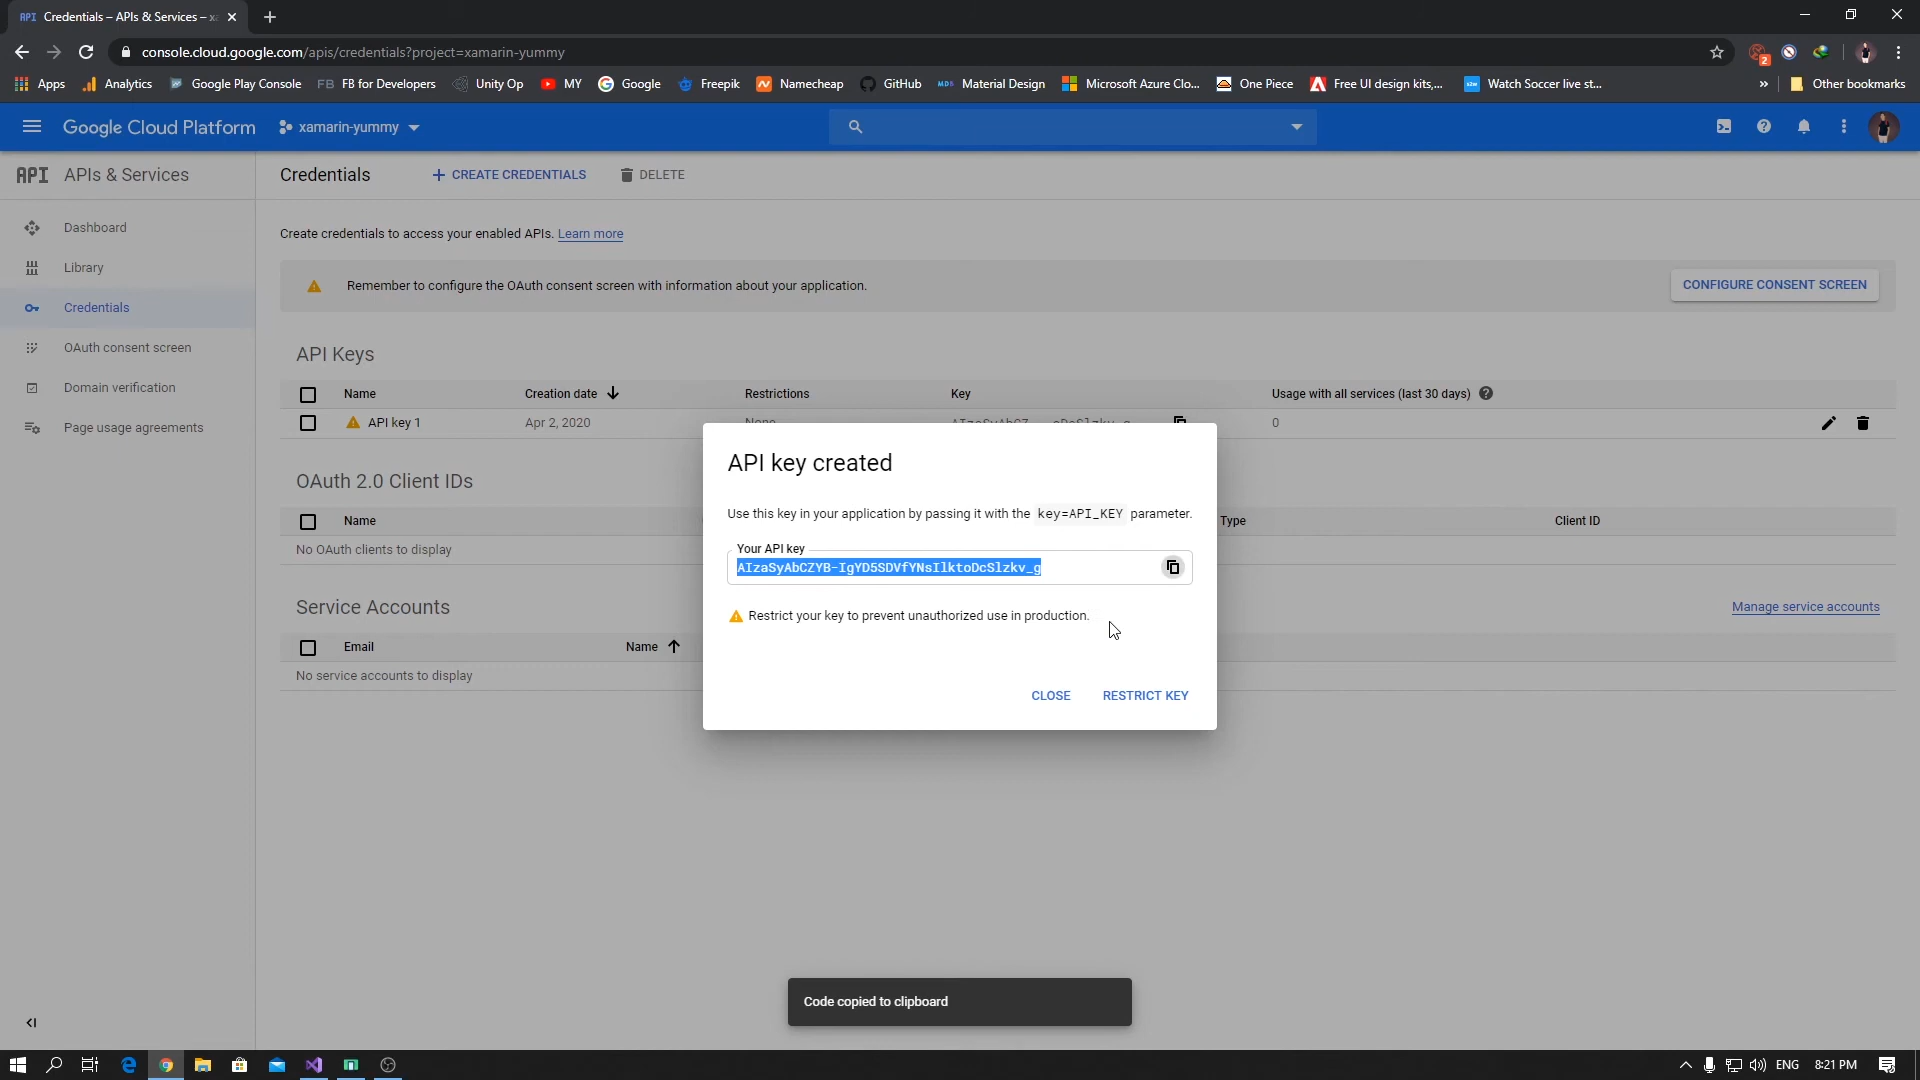 API Credentials – APIs & Services – xa
console.cloud.google.com/apis/credentials?project=xamarin-yummy
2
Apps Analytics Google Play Console FB FB for Developers Unity Op MY Google Freepik Namecheap GitHub MDB Material Design Microsoft Azure Clo... One Piece Free UI design kits,... Watch Soccer live st... » Other bookmarks
Google Cloud Platform xamarin-yummy
API APIs & Services
Credentials + CREATE CREDENTIALS DELETE
Dashboard
Library
Credentials
OAuth consent screen
Domain verification
Page usage agreements
Create credentials to access your enabled APIs. Learn more
Remember to configure the OAuth consent screen with information about your application. CONFIGURE CONSENT SCREEN
API Keys
Name Creation date Restrictions Key Usage with all services (last 30 days)
API key 1 Apr 2, 2020 None 0
OAuth 2.0 Client IDs
Name Type Client ID
No OAuth clients to display
Service Accounts Manage service accounts
Email Name
No service accounts to display
API key created
Use this key in your application by passing it with the key=API_KEY parameter.
Your API key
AIzaSyAbCZYB-IgYD5SDVfYNsIlktoDcSlzkv_g
Restrict your key to prevent unauthorized use in production.
CLOSE RESTRICT KEY
Code copied to clipboard
ENG 8:21 PM